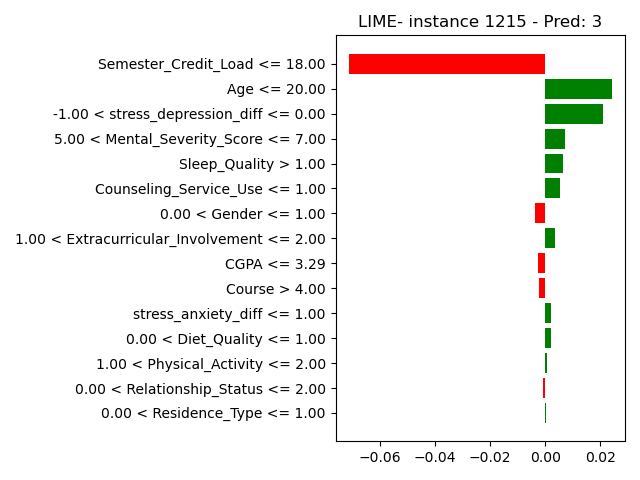 LIME- instance 1215 - Pred: 3
Semester_Credit_Load <= 18.00
Age <= 20.00
-1.00 < stress_depression_diff <= 0.00
5.00 < Mental_Severity_Score <= 7.00
Sleep_Quality > 1.00
Counseling_Service_Use <= 1.00
0.00 < Gender <= 1.00
1.00 < Extracurricular_Involvement <= 2.00
CGPA <= 3.29
Course > 4.00
stress_anxiety_diff <= 1.00
0.00 < Diet_Quality <= 1.00
1.00 < Physical_Activity <= 2.00
0.00 < Relationship_Status <= 2.00
0.00 < Residence_Type <= 1.00
−0.06 −0.04 −0.02 0.00 0.02